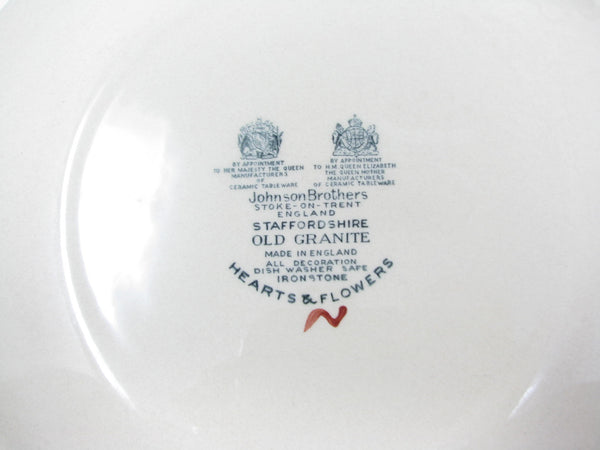 BY APPOINTMENT
TO HER MAJESTY THE QUEEN
MANUFACTURERS
OF
CERAMIC TABLEWARE
BY APPOINTMENT
TO H.M. QUEEN ELIZABETH
THE QUEEN MOTHER
MANUFACTURERS
OF CERAMIC TABLEWARE
Johnson Brothers
STOKE-ON-TRENT
ENGLAND
STAFFORDSHIRE
OLD GRANITE
MADE IN ENGLAND
ALL DECORATION
DISH WASHER SAFE
IRONSTONE
HEARTS & FLOWERS
N